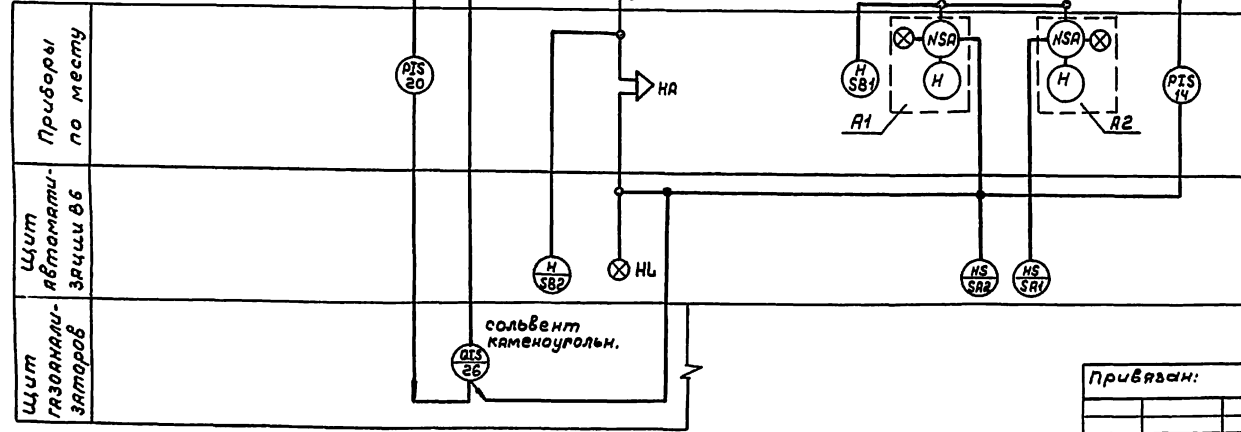 Приборы
по месту
PIS
20
HA
H
SB1
NSA
H
A1
NSA
H
A2
PIS
14
Щит
Автомати-
зации В6
H
SB2
HL
HS
SA2
HS
SA1
Щит
газоанали-
заторов
QIS
26
сольвент
каменоугольн.
Привязан: